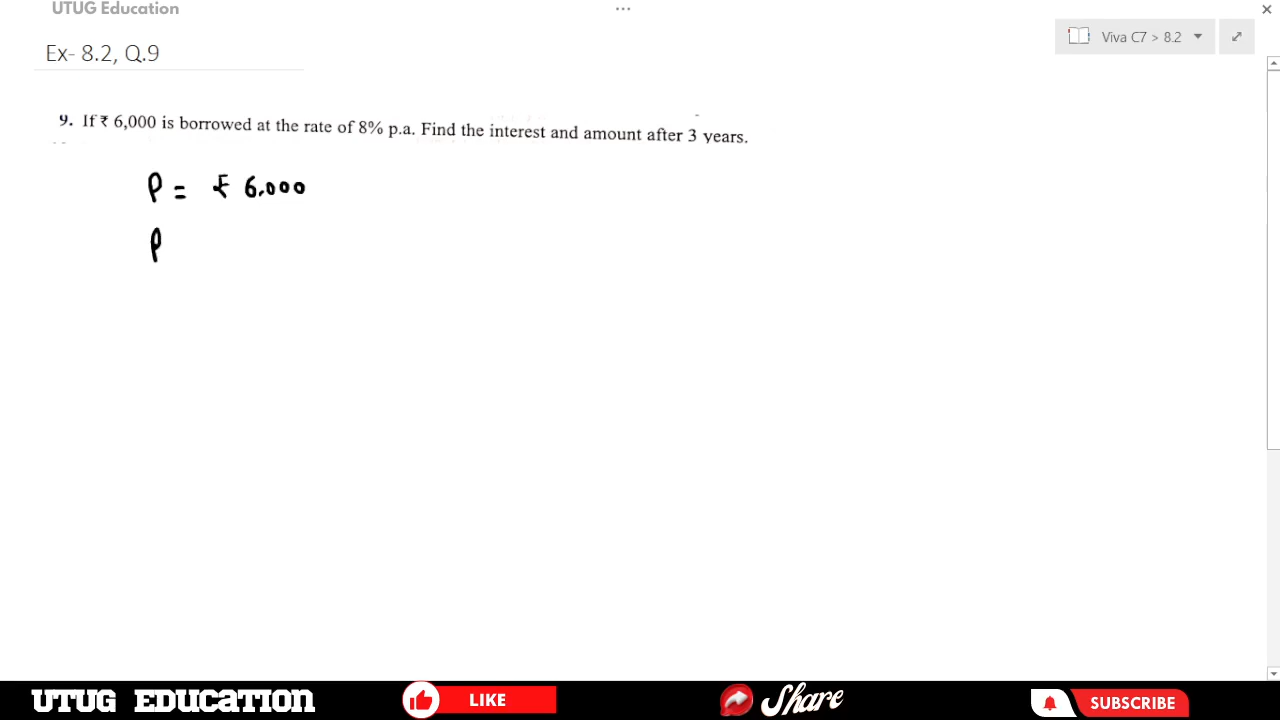 UTUG Education
...
Ex- 8.2, Q.9
Viva C7 > 8.2
9. If ₹ 6,000 is borrowed at the rate of 8% p.a. Find the interest and amount after 3 years.
P = ₹ 6,000
P
UTUG EDUCATION
LIKE
Share
SUBSCRIBE